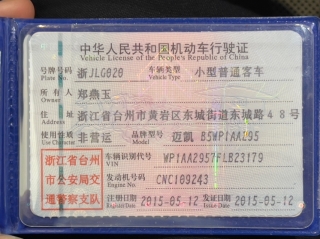 中华人民共和国机动车行驶证
Vehicle License of the People's Republic of China
号牌号码 浙JLG020 车辆类型 小型普通客车
Plate No. Vehicle Type
所有人 郑燕玉
Owner
住址 浙江省台州市黄岩区东城街道东城路48号
Address
使用性质 非营运 品牌型号 迈凯 BSWP1AA295
Use Character Model
浙江省台州 车辆识别代号 WP1AA2957FLB23179
VIN
市公安局交 发动机号码 CNC109243
Engine No.
通警察支队 注册日期 2015-05-12 发证日期 2015-05-12
Register Date Issue Date